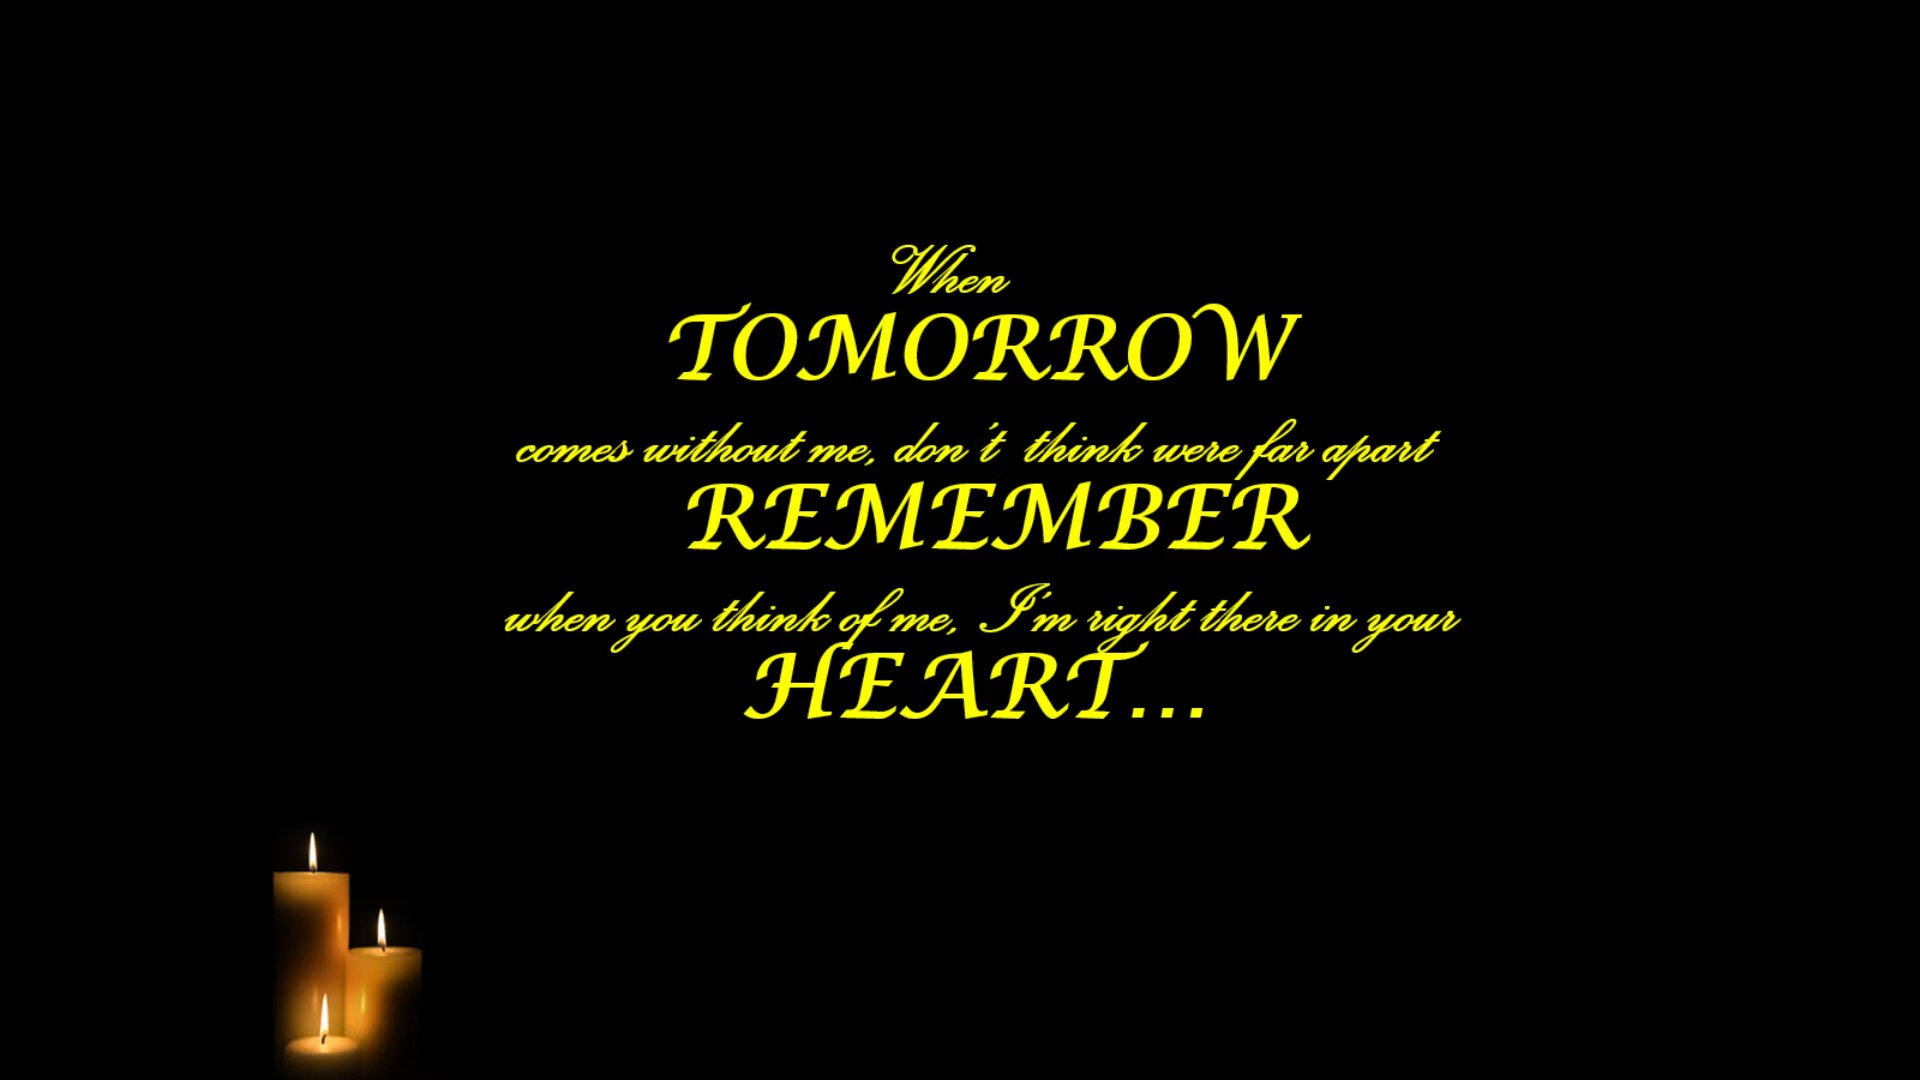 When
TOMORROW
comes without me, don't think were far apart
REMEMBER
when you think of me, I'm right there in your
HEART...